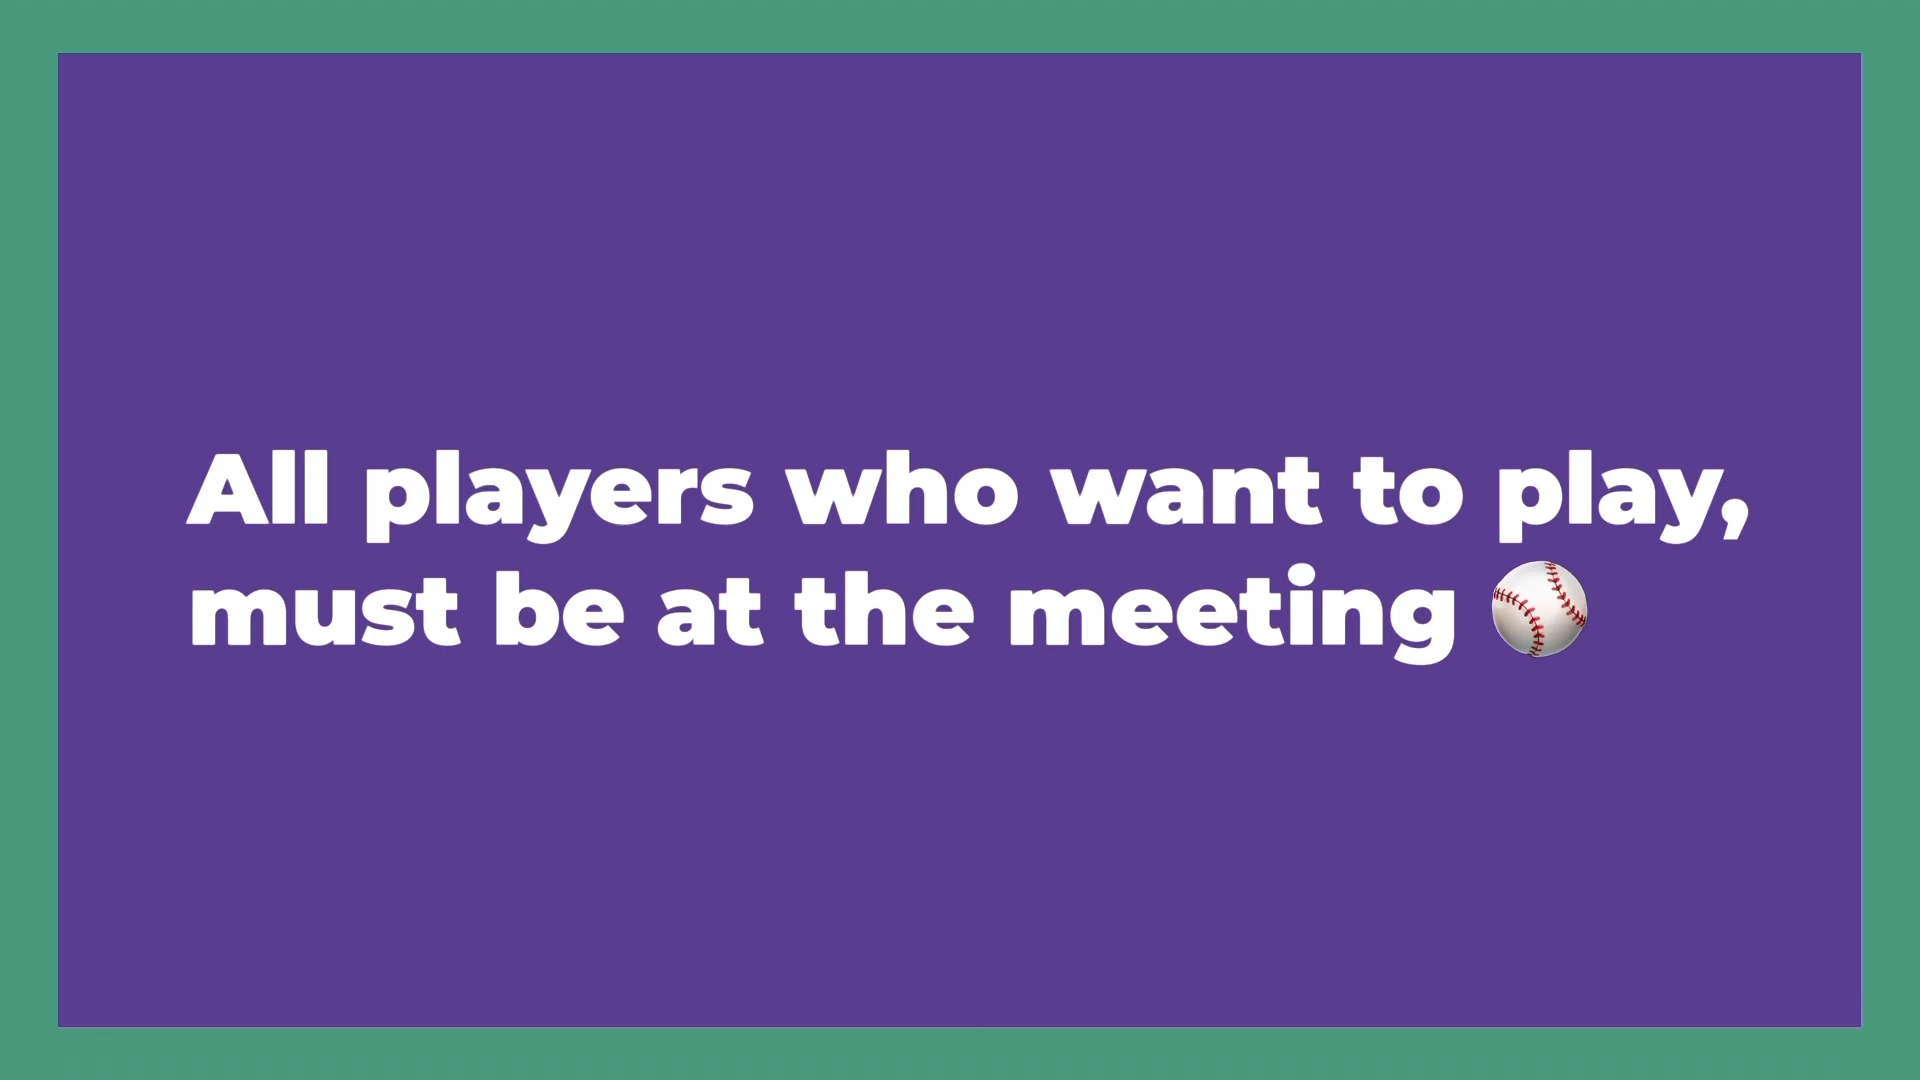 All players who want to play,
must be at the meeting ⚾